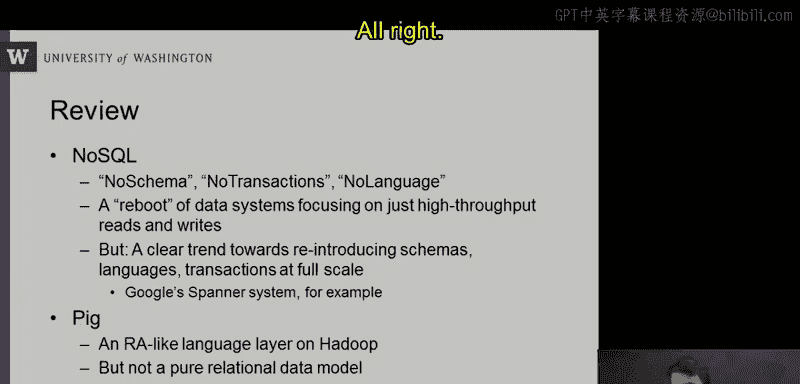 GPT中英字幕课程资源@bilibili.com
All right.
W UNIVERSITY of WASHINGTON
Review
• NoSQL
– “NoSchema”, “NoTransactions”, “NoLanguage”
– A “reboot” of data systems focusing on just high-throughput
reads and writes
– But: A clear trend towards re-introducing schemas,
languages, transactions at full scale
• Google’s Spanner system, for example
• Pig
– An RA-like language layer on Hadoop
– But not a pure relational data model